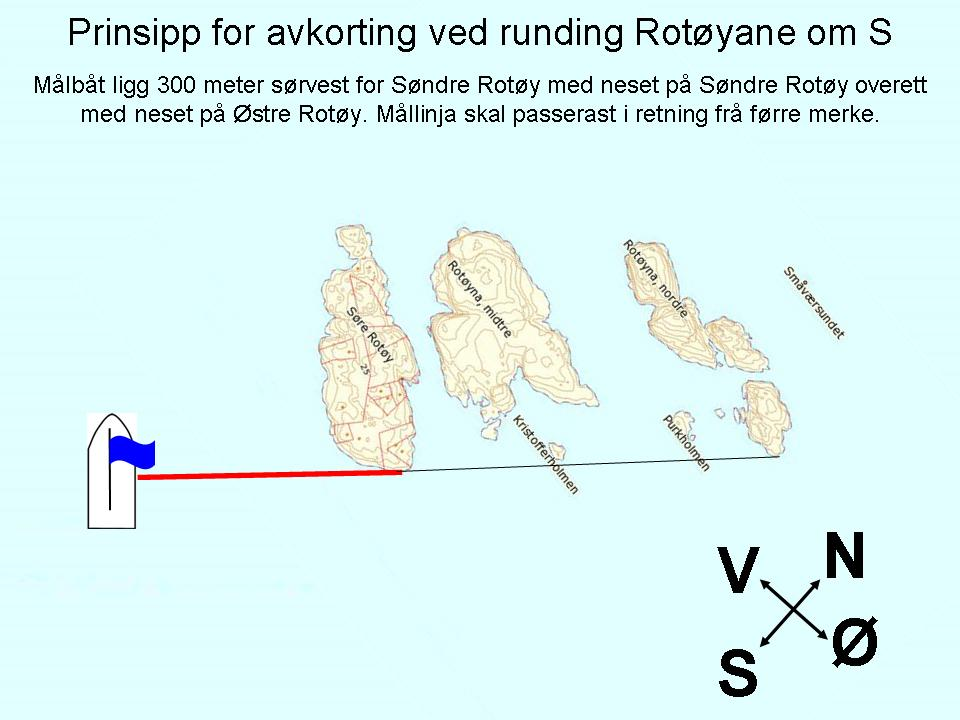 Prinsipp for avkorting ved runding Rotøyane om S
Målbåt ligg 300 meter sørvest for Søndre Rotøy med neset på Søndre Rotøy overett
med neset på Østre Rotøy. Mållinja skal passerast i retning frå førre merke.
Søre Rotøy
25
Rotøyna, midtre
Rotøyna, nordre
Småværsundet
Kristofferholmen
Purkholmen
V
N
S
Ø